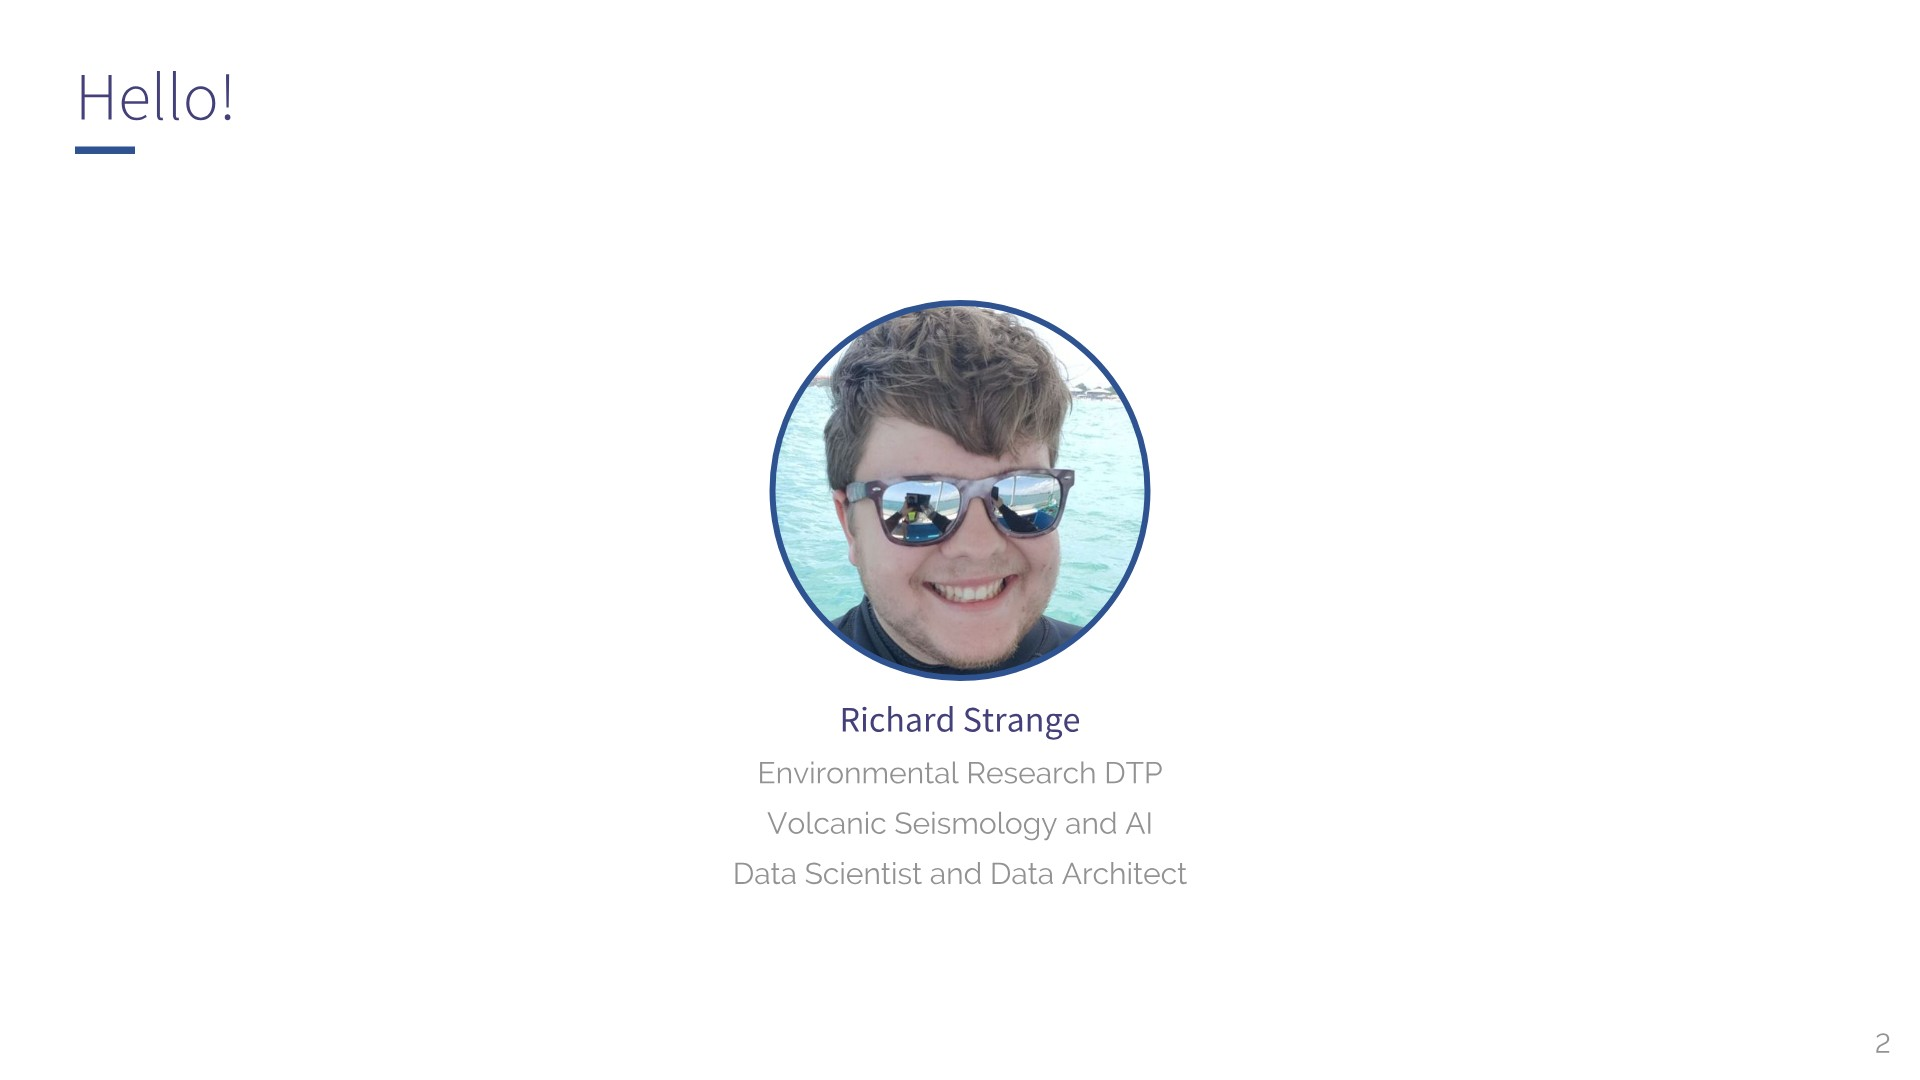 Hello!
Richard Strange
Environmental Research DTP
Volcanic Seismology and AI
Data Scientist and Data Architect
2